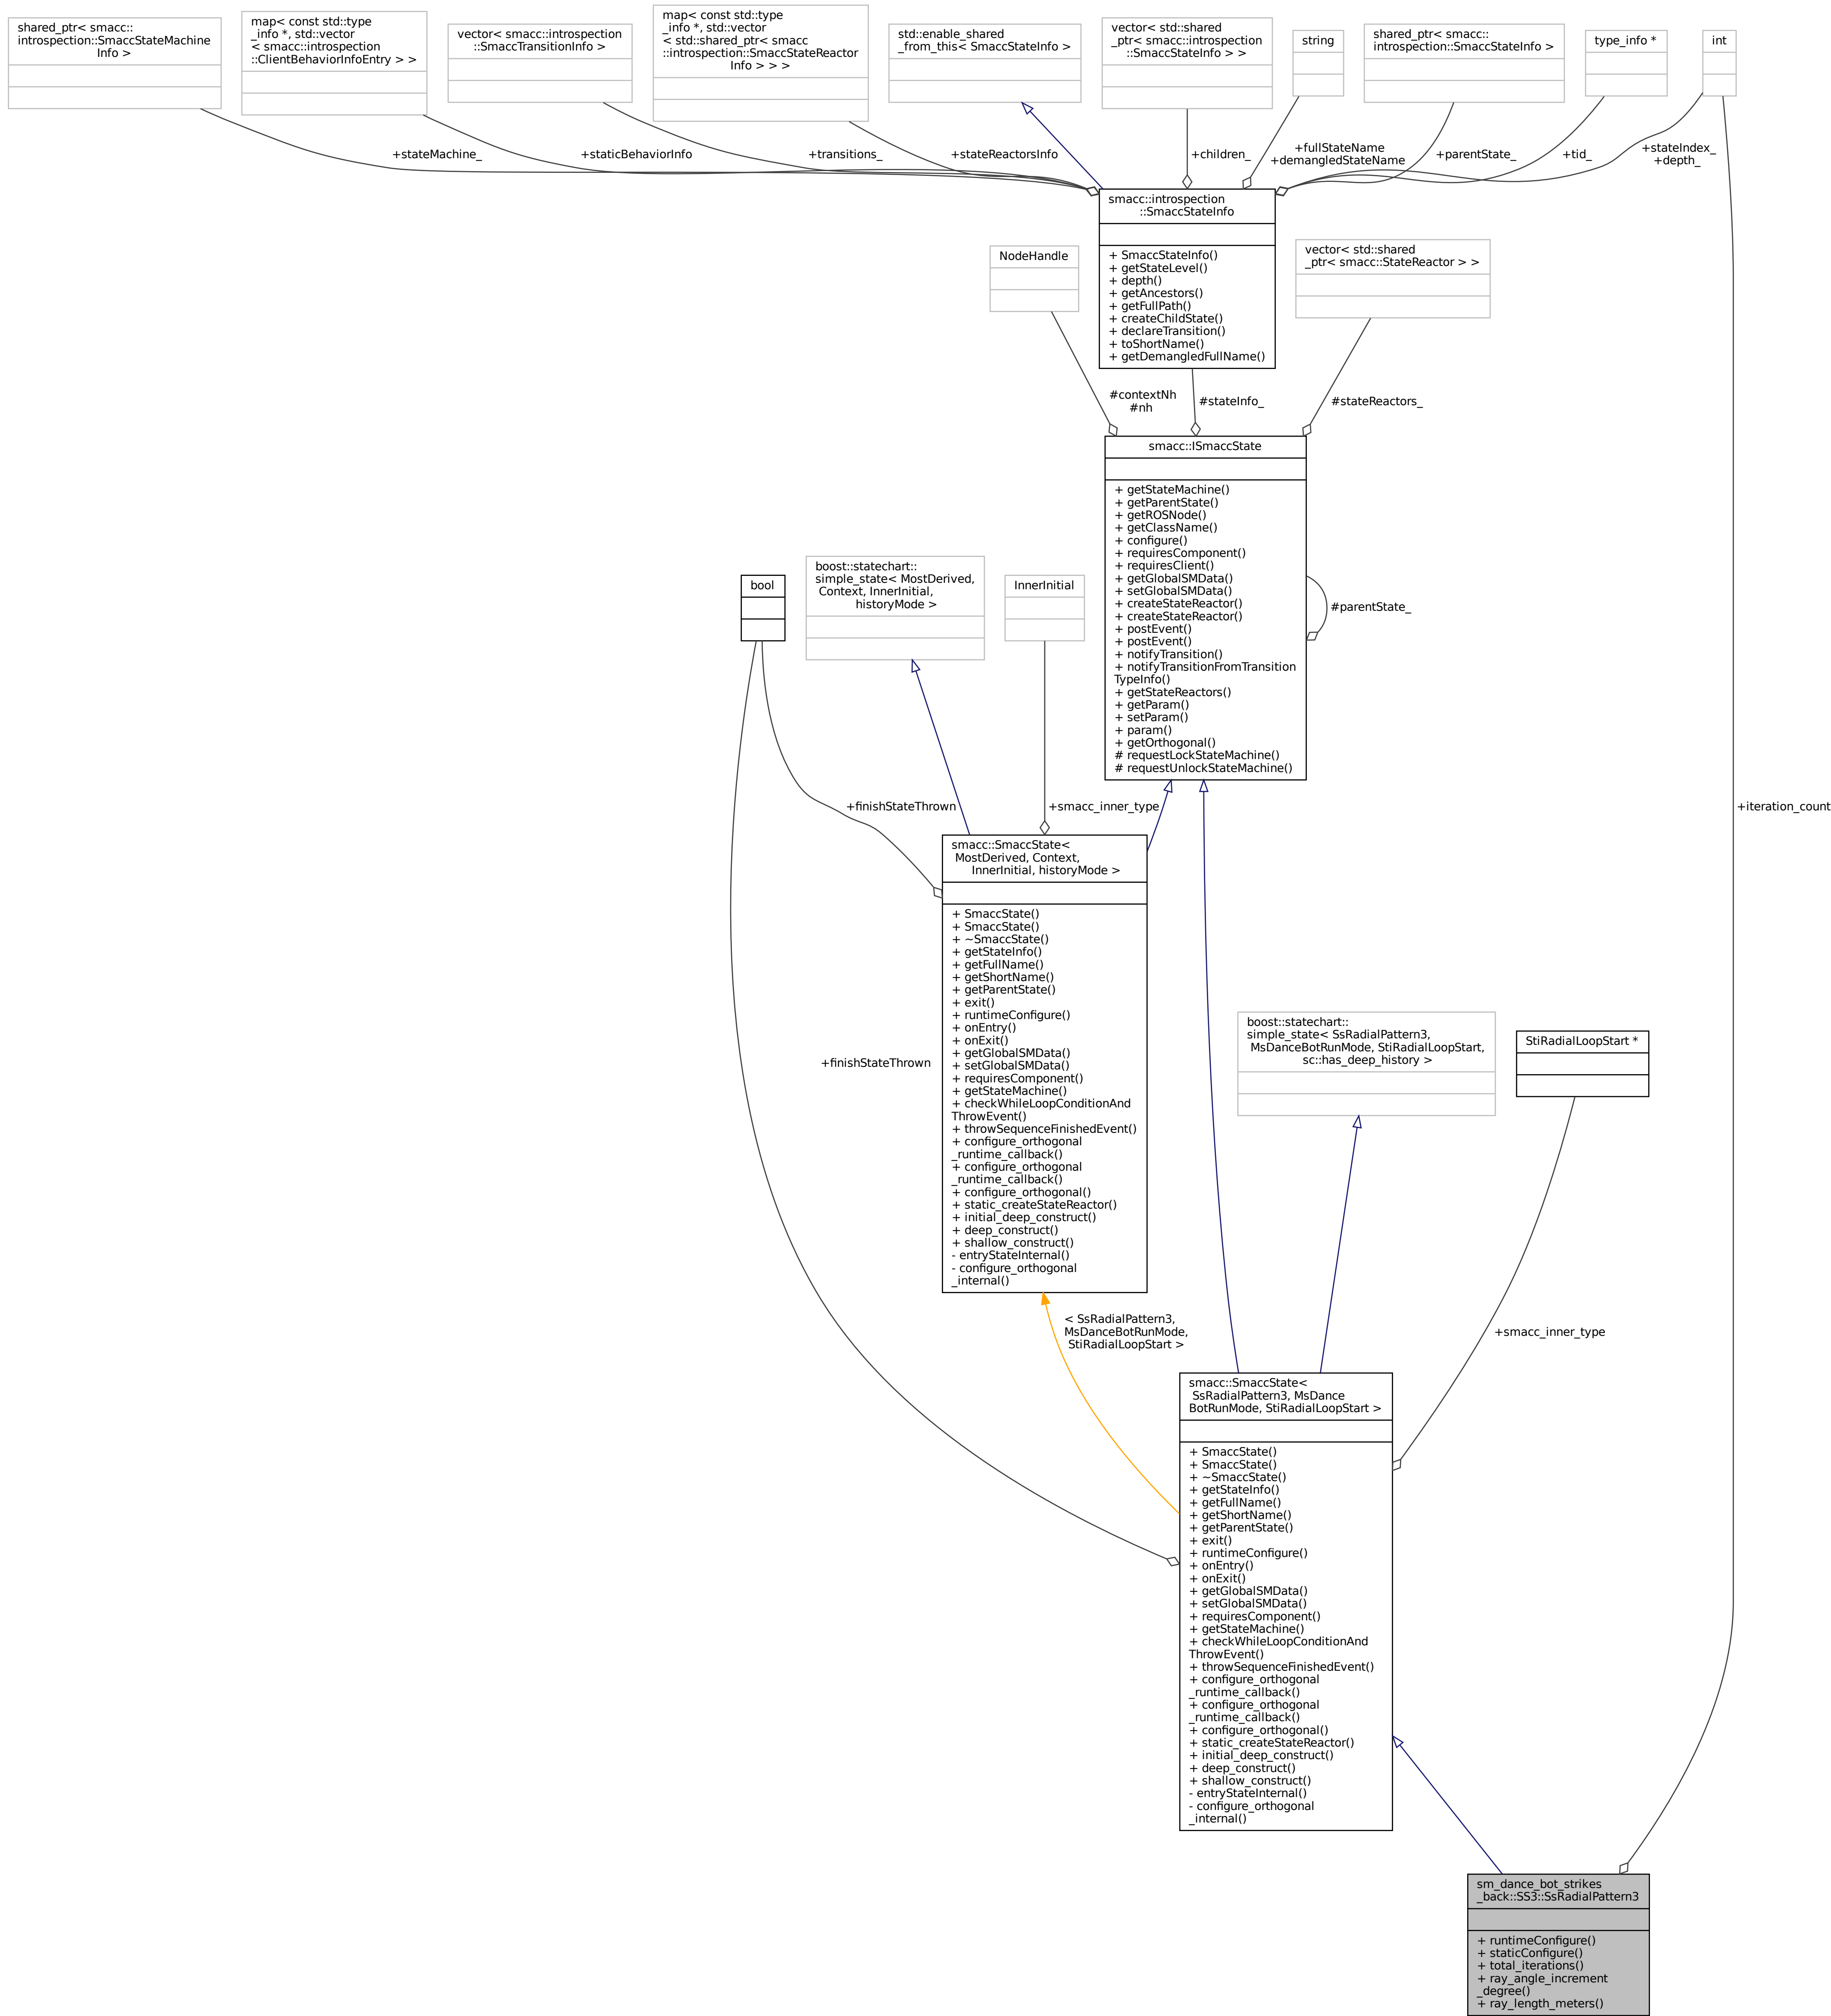 shared_ptr< smacc::
introspection::SmaccStateMachine
Info >
map< const std::type
_info *, std::vector
< smacc::introspection
::ClientBehaviorInfoEntry > >
vector< smacc::introspection
::SmaccTransitionInfo >
map< const std::type
_info *, std::vector
< std::shared_ptr< smacc
::introspection::SmaccStateReactor
Info > > >
std::enable_shared
_from_this< SmaccStateInfo >
vector< std::shared
_ptr< smacc::introspection
::SmaccStateInfo > >
string
shared_ptr< smacc::
introspection::SmaccStateInfo >
type_info *
int
+stateMachine_
+staticBehaviorInfo
+transitions_
+stateReactorsInfo
+children_
+fullStateName
+demangledStateName
+parentState_
+tid_
+stateIndex_
+depth_
smacc::introspection
::SmaccStateInfo
+ SmaccStateInfo()
+ getStateLevel()
+ depth()
+ getAncestors()
+ getFullPath()
+ createChildState()
+ declareTransition()
+ toShortName()
+ getDemangledFullName()
NodeHandle
vector< std::shared
_ptr< smacc::StateReactor > >
#contextNh
#nh
#stateInfo_
#stateReactors_
smacc::ISmaccState
+ getStateMachine()
+ getParentState()
+ getROSNode()
+ getClassName()
+ configure()
+ requiresComponent()
+ requiresClient()
+ getGlobalSMData()
+ setGlobalSMData()
+ createStateReactor()
+ createStateReactor()
+ postEvent()
+ postEvent()
+ notifyTransition()
+ notifyTransitionFromTransition
TypeInfo()
+ getStateReactors()
+ getParam()
+ setParam()
+ param()
+ getOrthogonal()
# requestLockStateMachine()
# requestUnlockStateMachine()
#parentState_
bool
boost::statechart::
simple_state< MostDerived,
Context, InnerInitial,
historyMode >
InnerInitial
+finishStateThrown
+smacc_inner_type
+iteration_count
smacc::SmaccState<
MostDerived, Context,
InnerInitial, historyMode >
+ SmaccState()
+ SmaccState()
+ ~SmaccState()
+ getStateInfo()
+ getFullName()
+ getShortName()
+ getParentState()
+ exit()
+ runtimeConfigure()
+ onEntry()
+ onExit()
+ getGlobalSMData()
+ setGlobalSMData()
+ requiresComponent()
+ getStateMachine()
+ checkWhileLoopConditionAnd
ThrowEvent()
+ throwSequenceFinishedEvent()
+ configure_orthogonal
_runtime_callback()
+ configure_orthogonal
_runtime_callback()
+ configure_orthogonal()
+ static_createStateReactor()
+ initial_deep_construct()
+ deep_construct()
+ shallow_construct()
- entryStateInternal()
- configure_orthogonal
_internal()
+finishStateThrown
boost::statechart::
simple_state< SsRadialPattern3,
MsDanceBotRunMode, StiRadialLoopStart,
sc::has_deep_history >
StiRadialLoopStart *
< SsRadialPattern3,
MsDanceBotRunMode,
StiRadialLoopStart >
+smacc_inner_type
smacc::SmaccState<
SsRadialPattern3, MsDance
BotRunMode, StiRadialLoopStart >
+ SmaccState()
+ SmaccState()
+ ~SmaccState()
+ getStateInfo()
+ getFullName()
+ getShortName()
+ getParentState()
+ exit()
+ runtimeConfigure()
+ onEntry()
+ onExit()
+ getGlobalSMData()
+ setGlobalSMData()
+ requiresComponent()
+ getStateMachine()
+ checkWhileLoopConditionAnd
ThrowEvent()
+ throwSequenceFinishedEvent()
+ configure_orthogonal
_runtime_callback()
+ configure_orthogonal
_runtime_callback()
+ configure_orthogonal()
+ static_createStateReactor()
+ initial_deep_construct()
+ deep_construct()
+ shallow_construct()
- entryStateInternal()
- configure_orthogonal
_internal()
sm_dance_bot_strikes
_back::SS3::SsRadialPattern3
+ runtimeConfigure()
+ staticConfigure()
+ total_iterations()
+ ray_angle_increment
_degree()
+ ray_length_meters()